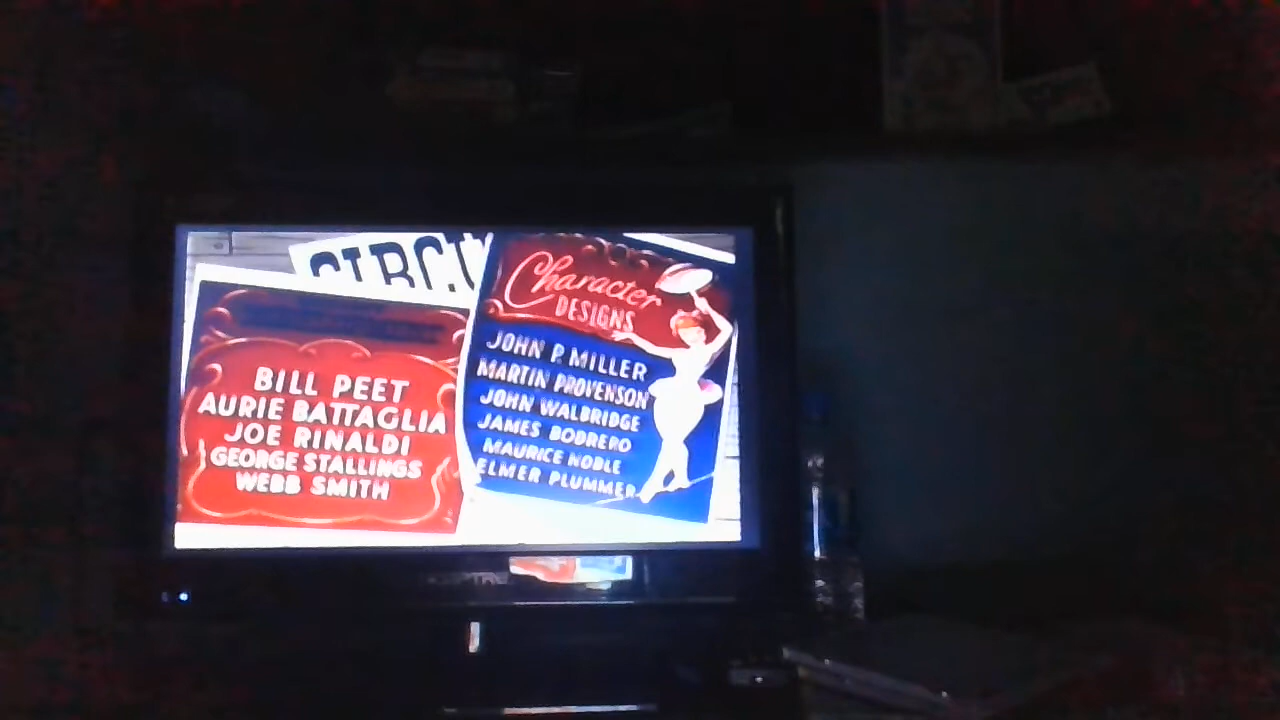 CIRCU
BILL PEET
AURIE BATTAGLIA
JOE RINALDI
GEORGE STALLINGS
WEBB SMITH
Character
DESIGNS
JOHN P. MILLER
MARTIN PROVENSON
JOHN WALBRIDGE
JAMES BODRERO
MAURICE NOBLE
ELMER PLUMMER